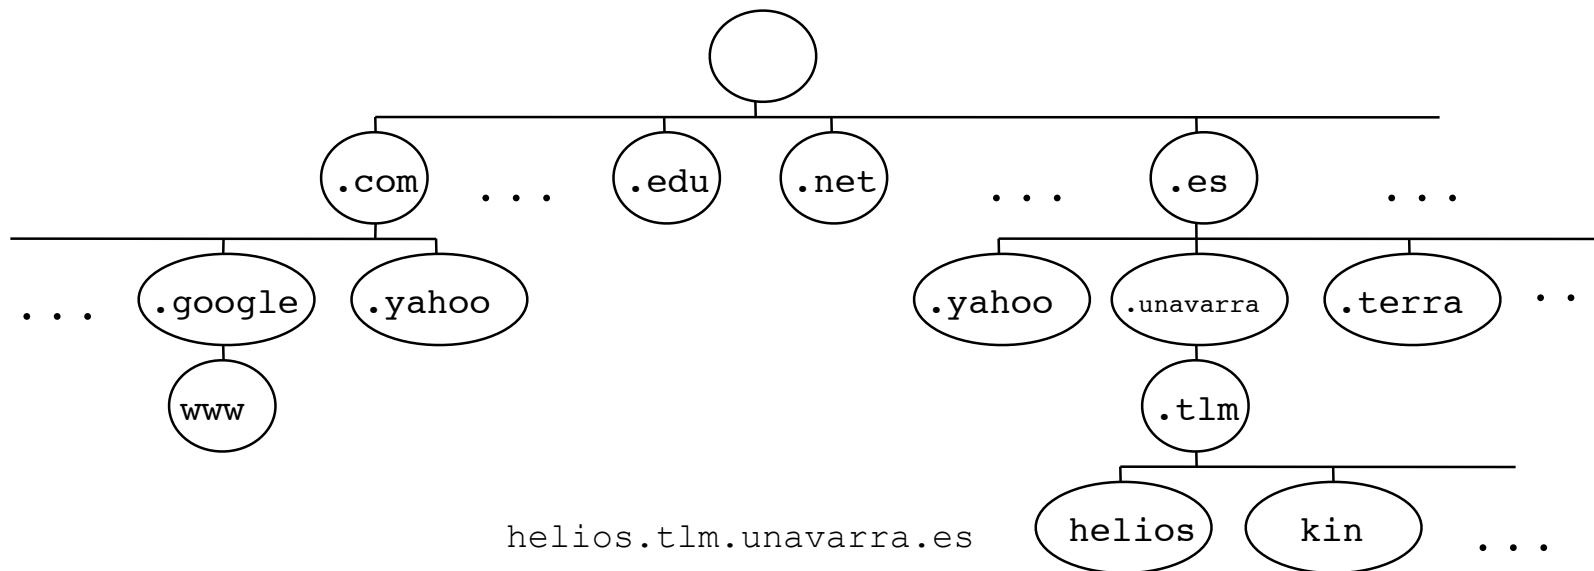 .com . . . .edu .net . . . .es . . .
. . . .google .yahoo .yahoo .unavarra .terra . .
www .tlm
helios kin . . .
helios.tlm.unavarra.es